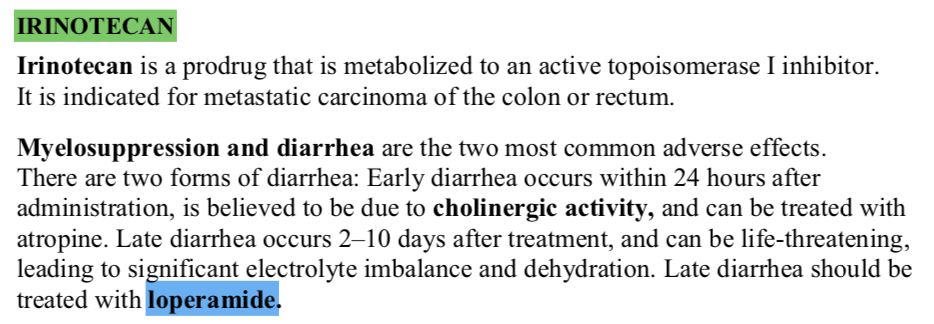 IRINOTECAN
Irinotecan is a prodrug that is metabolized to an active topoisomerase I inhibitor.
It is indicated for metastatic carcinoma of the colon or rectum.
Myelosuppression and diarrhea are the two most common adverse effects.
There are two forms of diarrhea: Early diarrhea occurs within 24 hours after
administration, is believed to be due to cholinergic activity, and can be treated with
atropine. Late diarrhea occurs 2–10 days after treatment, and can be life-threatening,
leading to significant electrolyte imbalance and dehydration. Late diarrhea should be
treated with loperamide.